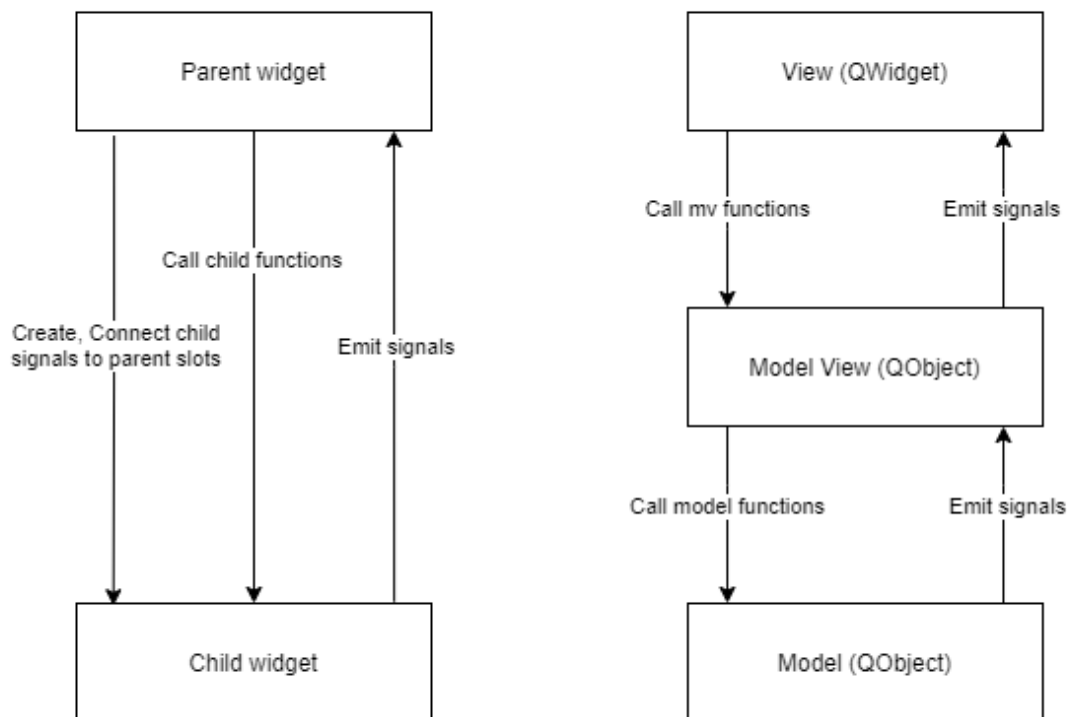 Parent widget
View (QWidget)
Call mv functions
Emit signals
Call child functions
Create, Connect child
signals to parent slots
Emit signals
Model View (QObject)
Call model functions
Emit signals
Child widget
Model (QObject)